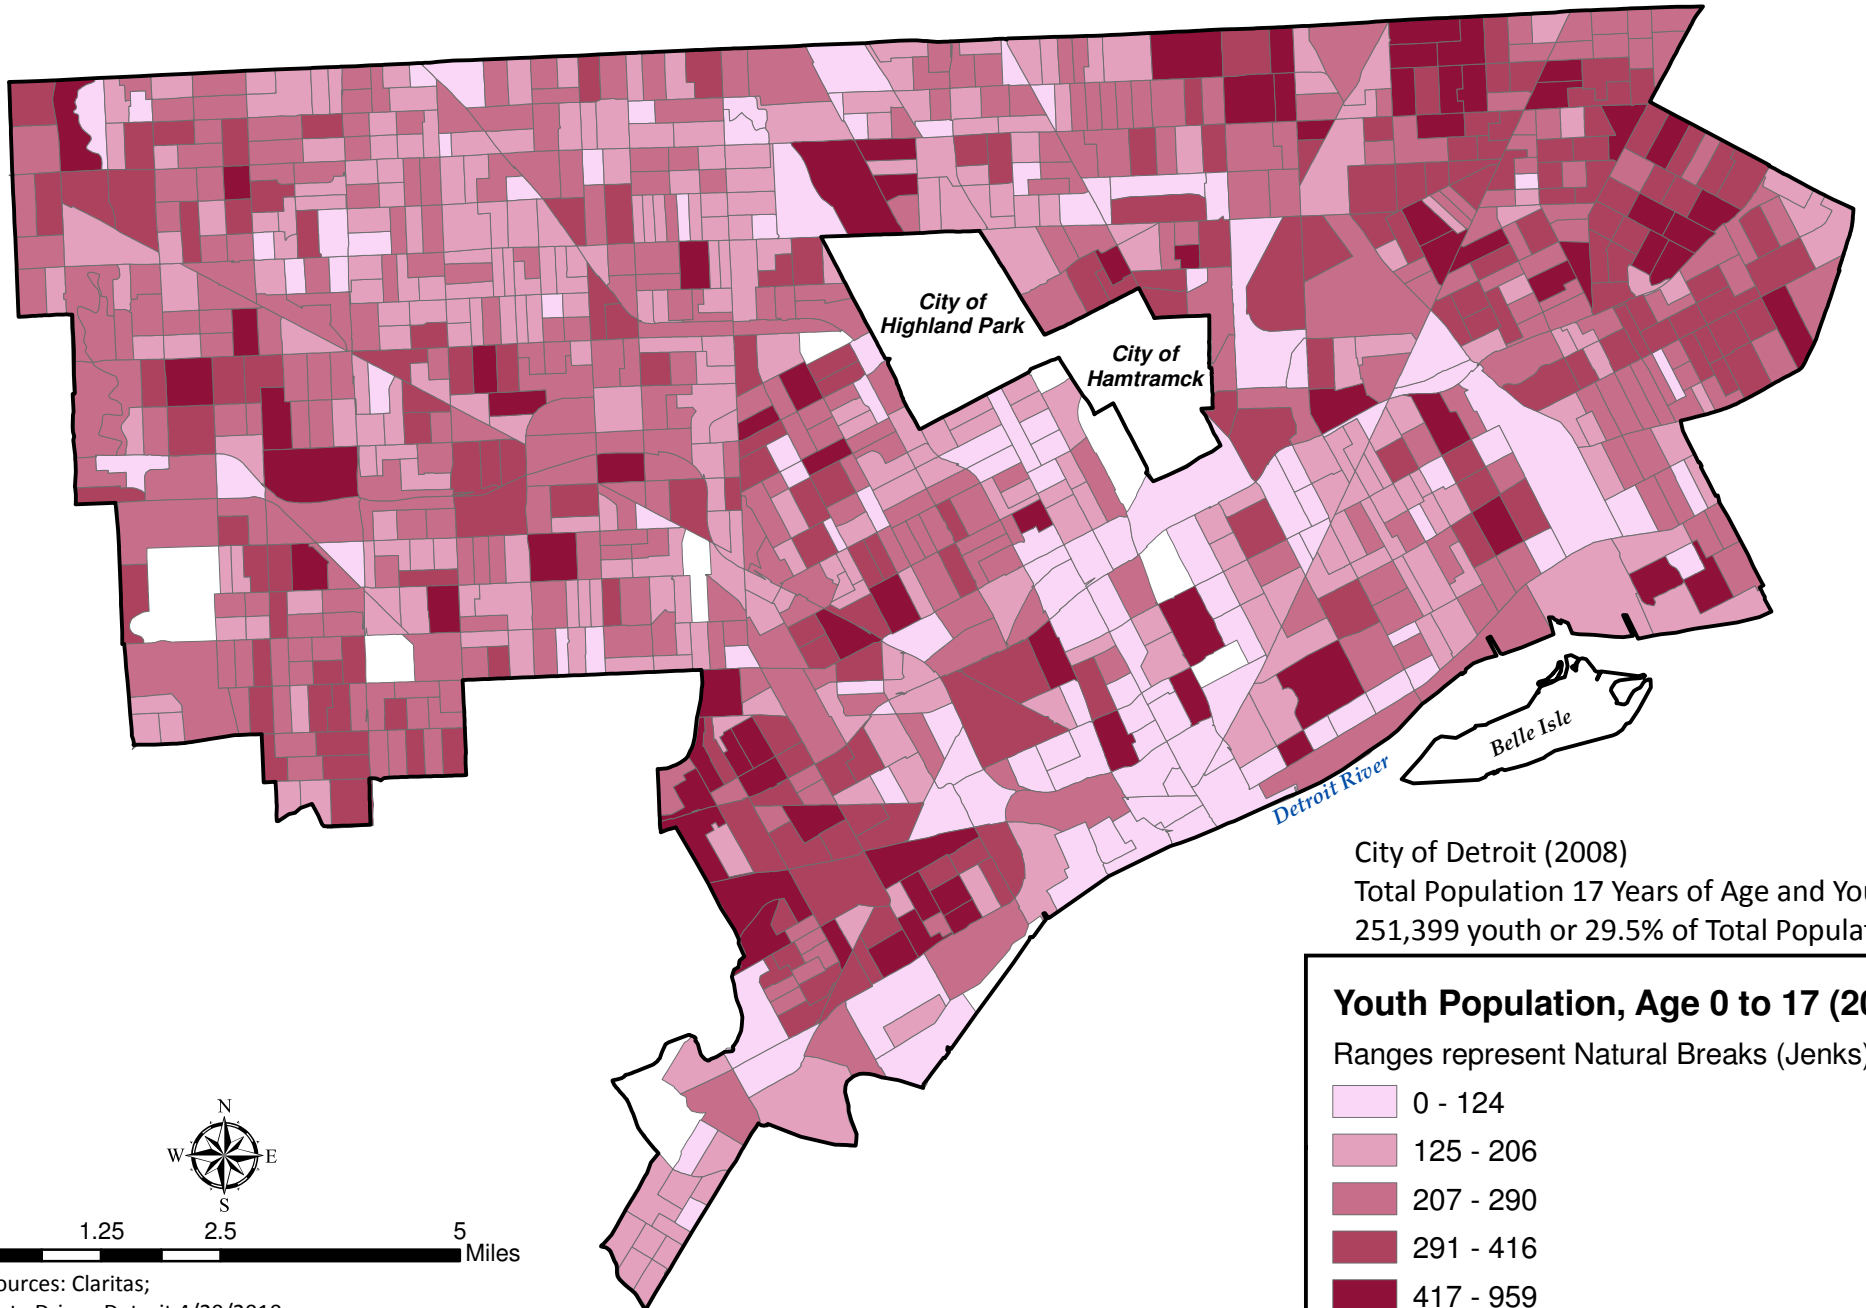 City of
Highland Park
City of
Hamtramck
Belle Isle
Detroit River
City of Detroit (2008)
Total Population 17 Years of Age and You
251,399 youth or 29.5% of Total Populat
Youth Population, Age 0 to 17 (20
Ranges represent Natural Breaks (Jenks)
0 - 124
125 - 206
207 - 290
291 - 416
417 - 959
N
W E
S
1.25 2.5 5
Miles
ources: Claritas;